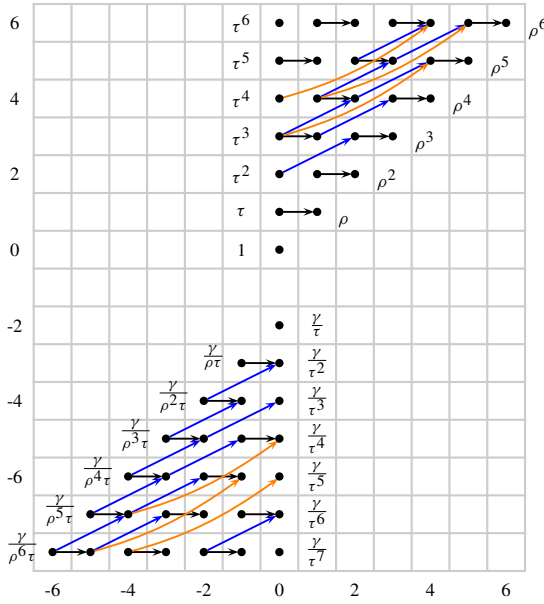 6 τ^6 ρ^6
τ^5 ρ^5
4 τ^4 ρ^4
τ^3 ρ^3
2 τ^2 ρ^2
τ ρ
0 1
-2 γ/τ
γ/ρτ γ/τ^2
-4 γ/ρ^2τ γ/τ^3
γ/ρ^3τ γ/τ^4
-6 γ/ρ^4τ γ/τ^5
γ/ρ^5τ γ/τ^6
γ/ρ^6τ γ/τ^7
-6 -4 -2 0 2 4 6